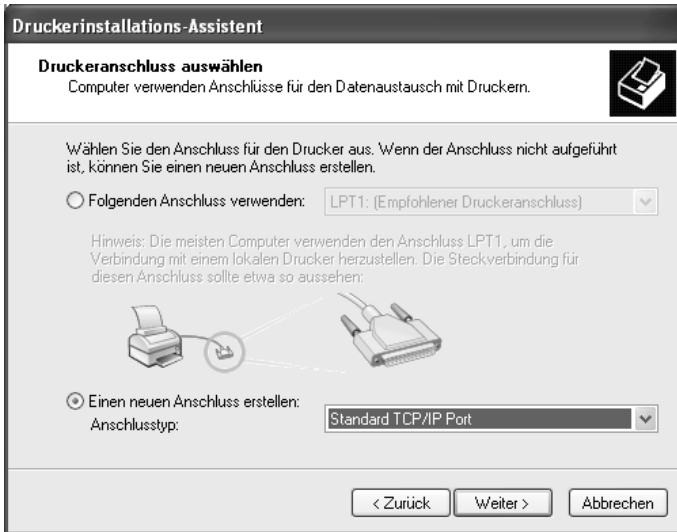 Druckerinstallations-Assistent
Druckeranschluss auswählen
Computer verwenden Anschlüsse für den Datenaustausch mit Druckern.
Wählen Sie den Anschluss für den Drucker aus. Wenn der Anschluss nicht aufgeführt
ist, können Sie einen neuen Anschluss erstellen.
Folgenden Anschluss verwenden: LPT1: (Empfohlener Druckeranschluss)
Hinweis: Die meisten Computer verwenden den Anschluss LPT1, um die
Verbindung mit einem lokalen Drucker herzustellen. Die Steckverbindung für
diesen Anschluss sollte etwa so aussehen:
Einen neuen Anschluss erstellen:
Anschlusstyp: Standard TCP/IP Port
< Zurück Weiter > Abbrechen